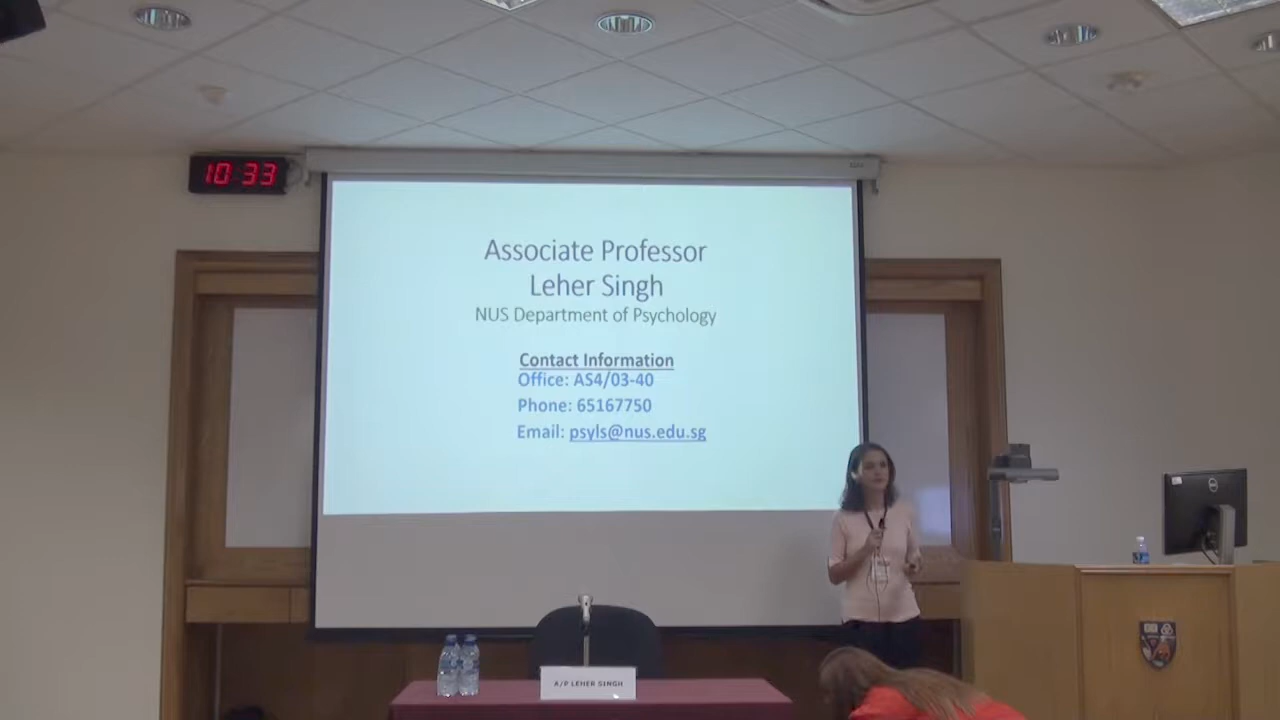 10 33
Associate Professor
Leher Singh
NUS Department of Psychology
Contact Information
Office: AS4/03-40
Phone: 65167750
Email: psyls@nus.edu.sg
DELL
A/P LEHER SINGH